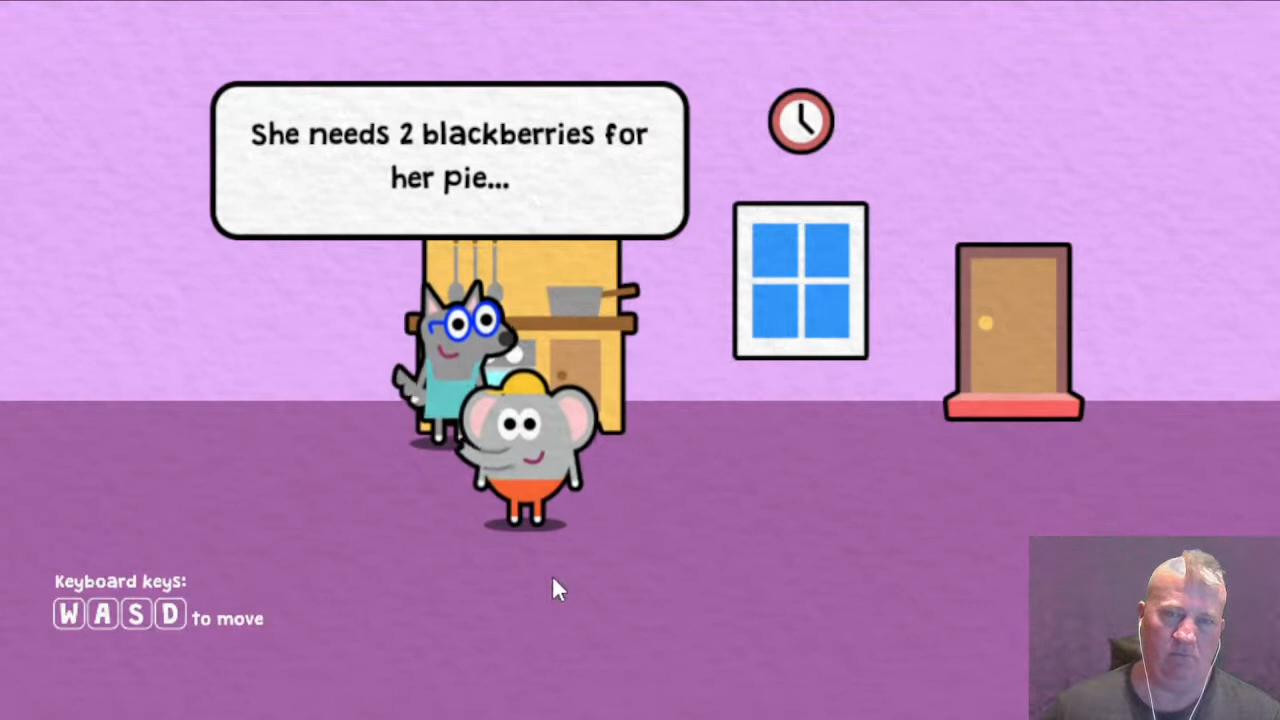 She needs 2 blackberries for
her pie...
Keyboard keys:
W A S D to move